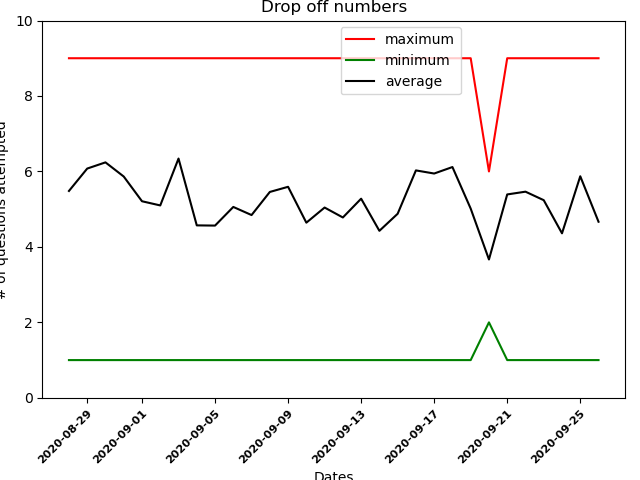 Drop off numbers
10
8
6
4
2
0
# of questions attempted
maximum
minimum
average
2020-08-29
2020-09-01
2020-09-05
2020-09-09
2020-09-13
2020-09-17
2020-09-21
2020-09-25
Dates